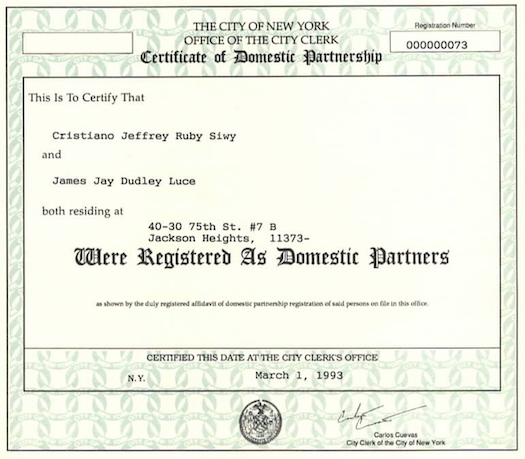 THE CITY OF NEW YORK
OFFICE OF THE CITY CLERK
Certificate of Domestic Partnership
Registration Number
000000073
This Is To Certify That
Cristiano Jeffrey Ruby Siwy
and
James Jay Dudley Luce
both residing at
40-30 75th St. #7 B
Jackson Heights, 11373-
Were Registered As Domestic Partners
as shown by the duly registered affidavit of domestic partnership registration of said persons on file in this office.
CERTIFIED THIS DATE AT THE CITY CLERK'S OFFICE
N.Y. March 1, 1993
Carlos Cuevas
City Clerk of the City of New York